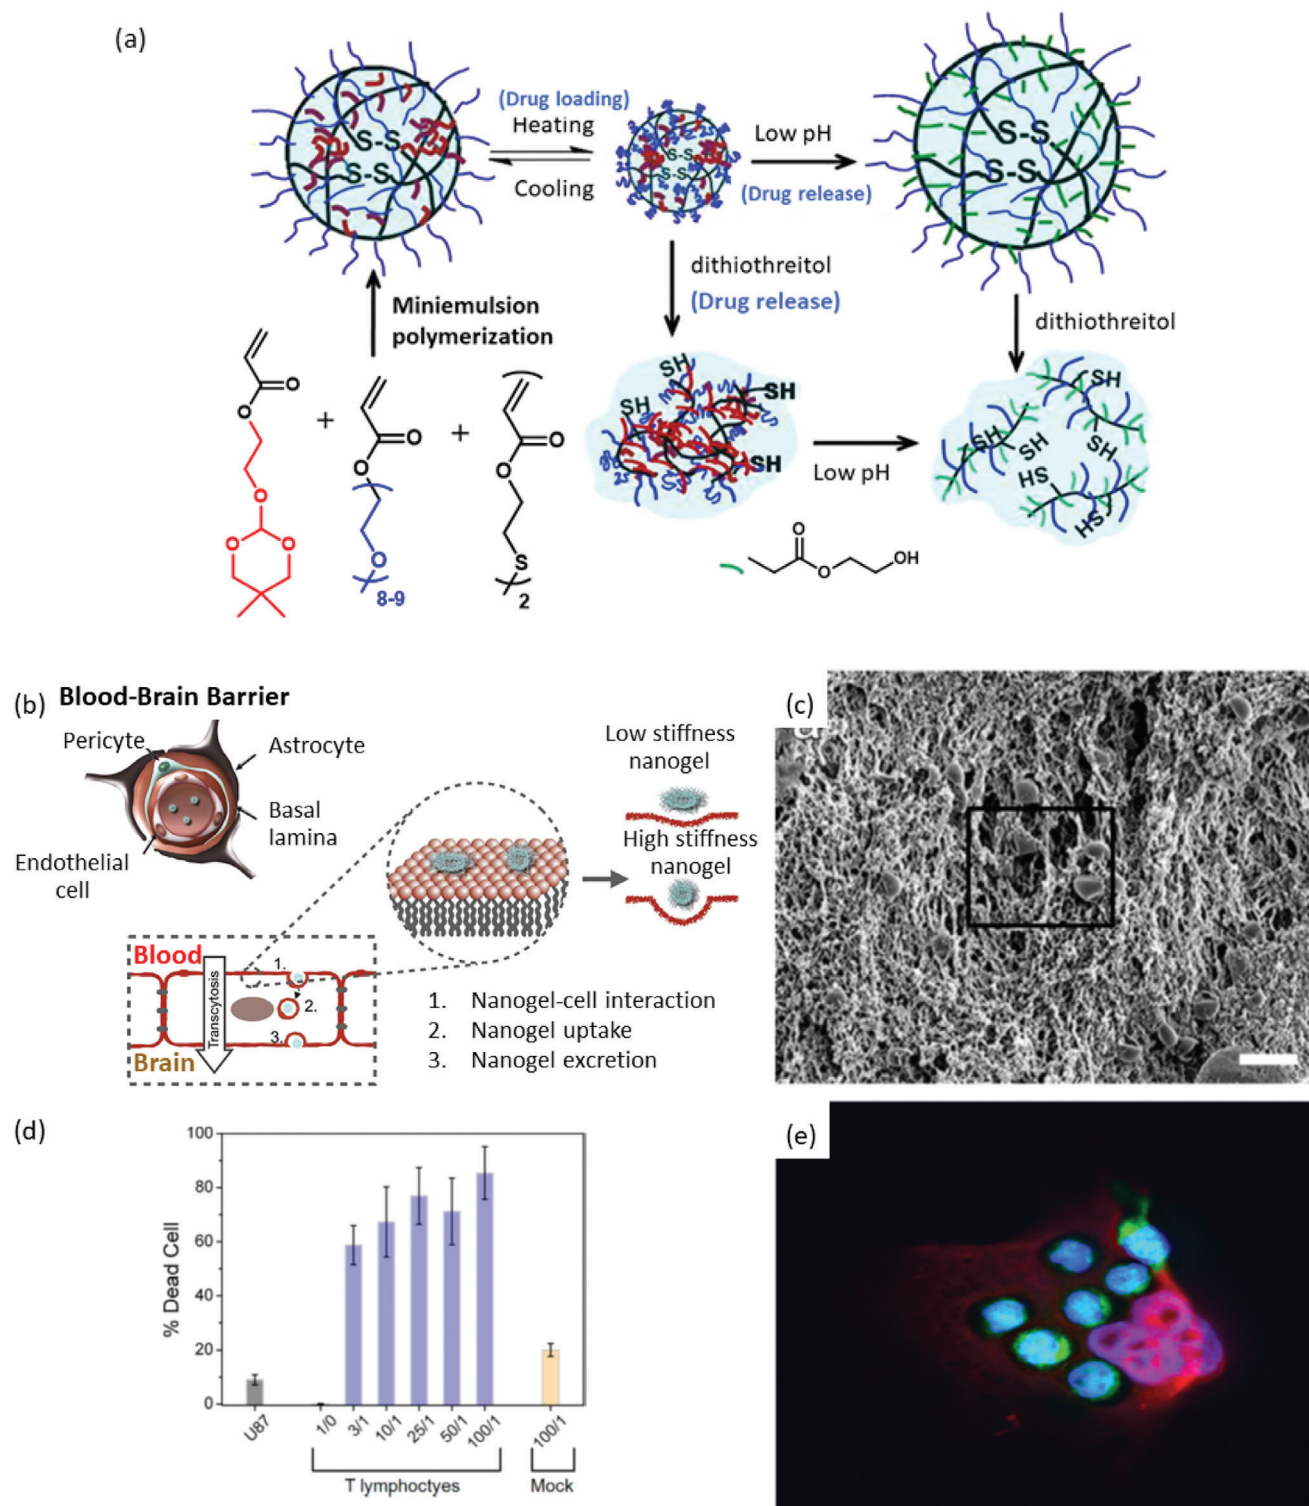 (a)
(Drug loading)
Heating
Cooling
Low pH
(Drug release)
S-S
S-S
S-S
S-S
S-S
S-S
dithiothreitol
(Drug release)
dithiothreitol
Miniemulsion
polymerization
O
O
O
O
O
+
O
O
O
8-9
+
O
O
S
2
SH
SH
SH
SH
Low pH
SH
SH
SH
SH
HS
HS
O
O
OH
(b) Blood-Brain Barrier
Pericyte
Astrocyte
Basal
lamina
Endothelial
cell
Low stiffness
nanogel
High stiffness
nanogel
Blood
Transcytosis
Brain
1.
2.
3.
1. Nanogel-cell interaction
2. Nanogel uptake
3. Nanogel excretion
(c)
(d)
% Dead Cell
100
80
60
40
20
0
U87
1/0
3/1
10/1
25/1
50/1
100/1
100/1
T lymphoctyes
Mock
(e)